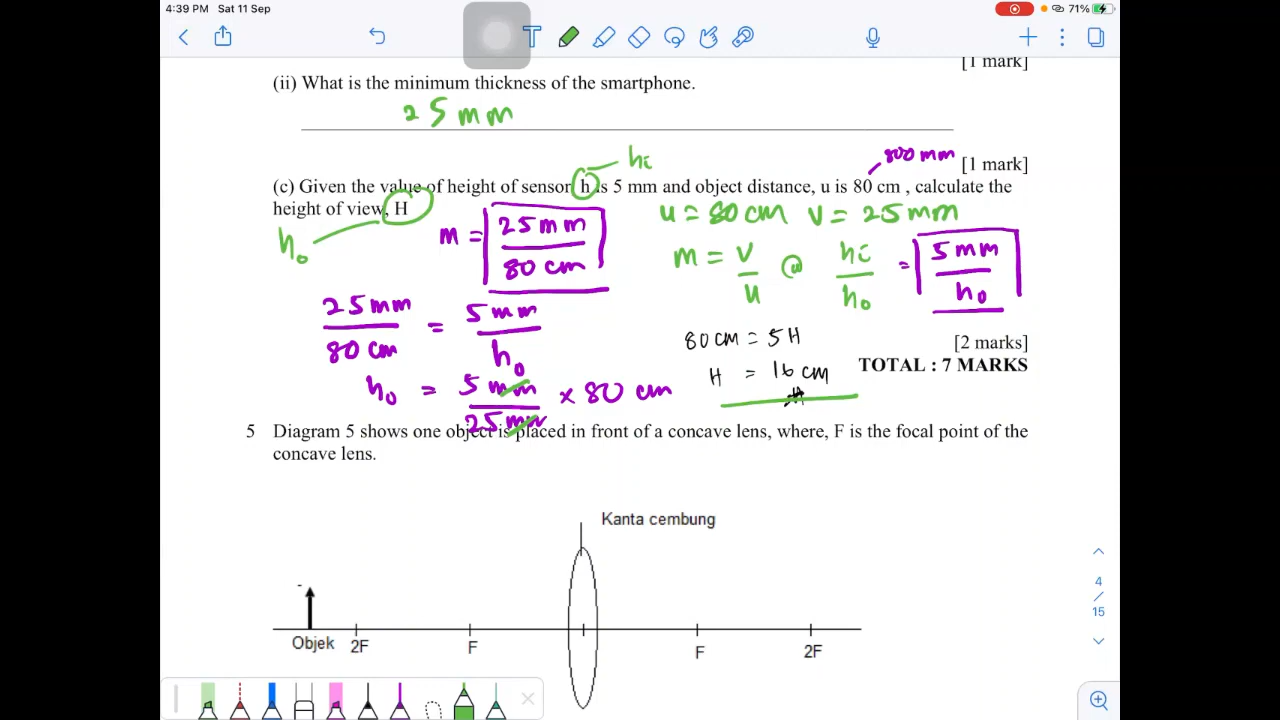 4:39 PM Sat 11 Sep
71%
[1 mark]
(ii) What is the minimum thickness of the smartphone.
25 mm
[1 mark]
800 mm
hi
(c) Given the value of height of sensor h is 5 mm and object distance, u is 80 cm , calculate the
height of view, H
ho
u = 80 cm v = 25 mm
m = 25 mm / 80 cm
m = v / u @ hi / ho = 5 mm / ho
25 mm / 80 cm = 5 mm / ho
ho = 5 mm / 25 mm × 80 cm
80 cm = 5H
H = 16 cm
[2 marks]
TOTAL : 7 MARKS
5 Diagram 5 shows one object is placed in front of a concave lens, where, F is the focal point of the
concave lens.
Kanta cembung
Objek 2F F F 2F
4
/
15